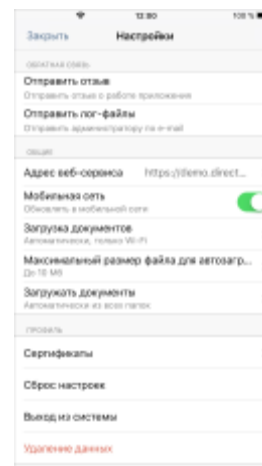 12:00
100 %
Закрыть
Настройки
ОБРАТНАЯ СВЯЗЬ
Отправить отзыв
Отправить отзыв о работе приложения
Отправить лог-файлы
Отправить администратору по e-mail
ОБЩИЕ
Адрес веб-сервиса https://demo.direct...
Мобильная сеть
Обновлять в мобильной сети
Загрузка документов
Автоматически, только Wi-Fi
Максимальный размер файла для автозагр...
До 10 МБ
Загружать документы
Автоматически из всех папок
ПРОФИЛЬ
Сертификаты
Сброс настроек
Выход из системы
Удаление данных